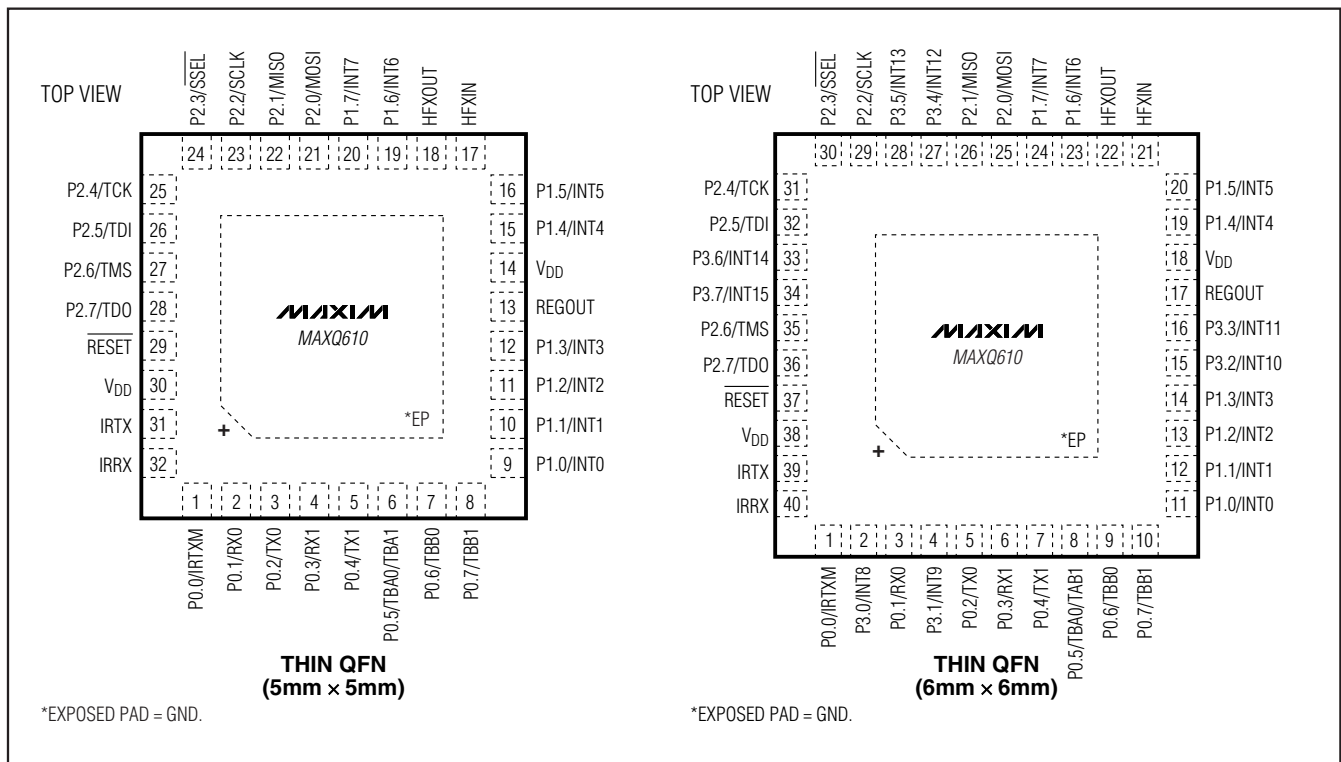 TOP VIEW
P2.3/SSEL
P2.2/SCLK
P2.1/MISO
P2.0/MOSI
P1.7/INT7
P1.6/INT6
HFXOUT
HFXIN
24 23 22 21 20 19 18 17
P2.4/TCK 25
P2.5/TDI 26
P2.6/TMS 27
P2.7/TDO 28
RESET 29
VDD 30
IRTX 31
IRRX 32
16 P1.5/INT5
15 P1.4/INT4
14 VDD
13 REGOUT
12 P1.3/INT3
11 P1.2/INT2
10 P1.1/INT1
9 P1.0/INT0
MAXIM
MAXQ610
*EP
+
1 2 3 4 5 6 7 8
P0.0/IRTXM
P0.1/RX0
P0.2/TX0
P0.3/RX1
P0.4/TX1
P0.5/TBA0/TBA1
P0.6/TBB0
P0.7/TBB1
THIN QFN
(5mm × 5mm)
*EXPOSED PAD = GND.
TOP VIEW
P2.3/SSEL
P2.2/SCLK
P3.5/INT13
P3.4/INT12
P2.1/MISO
P2.0/MOSI
P1.7/INT7
P1.6/INT6
HFXOUT
HFXIN
30 29 28 27 26 25 24 23 22 21
P2.4/TCK 31
P2.5/TDI 32
P3.6/INT14 33
P3.7/INT15 34
P2.6/TMS 35
P2.7/TDO 36
RESET 37
VDD 38
IRTX 39
IRRX 40
20 P1.5/INT5
19 P1.4/INT4
18 VDD
17 REGOUT
16 P3.3/INT11
15 P3.2/INT10
14 P1.3/INT3
13 P1.2/INT2
12 P1.1/INT1
11 P1.0/INT0
MAXIM
MAXQ610
*EP
+
1 2 3 4 5 6 7 8 9 10
P0.0/IRTXM
P3.0/INT8
P0.1/RX0
P3.1/INT9
P0.2/TX0
P0.3/RX1
P0.4/TX1
P0.5/TBA0/TAB1
P0.6/TBB0
P0.7/TBB1
THIN QFN
(6mm × 6mm)
*EXPOSED PAD = GND.